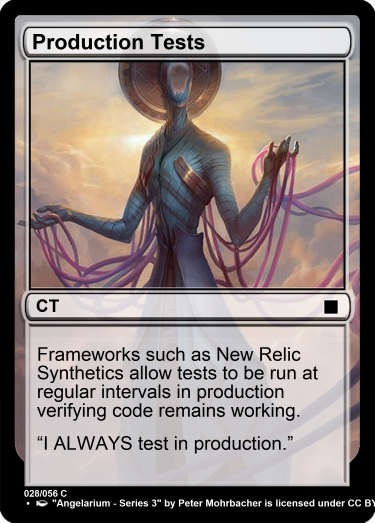 Production Tests
CT
Frameworks such as New Relic
Synthetics allow tests to be run at
regular intervals in production
verifying code remains working.
“I ALWAYS test in production.”
028/056 C
• "Angelarium - Series 3" by Peter Mohrbacher is licensed under CC BY